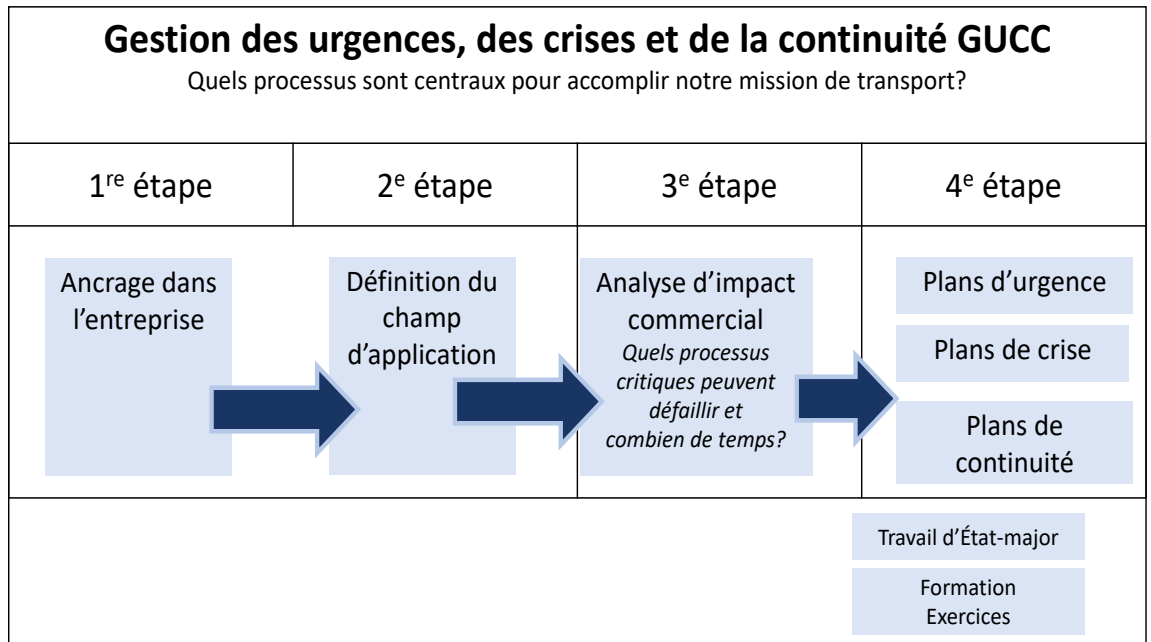 Gestion des urgences, des crises et de la continuité GUCC
Quels processus sont centraux pour accomplir notre mission de transport?
1re étape
2e étape
3e étape
4e étape
Ancrage dans
l’entreprise
Définition du
champ
d’application
Analyse d’impact
commercial
Quels processus
critiques peuvent
défaillir et
combien de temps?
Plans d’urgence
Plans de crise
Plans de
continuité
Travail d’État-major
Formation
Exercices